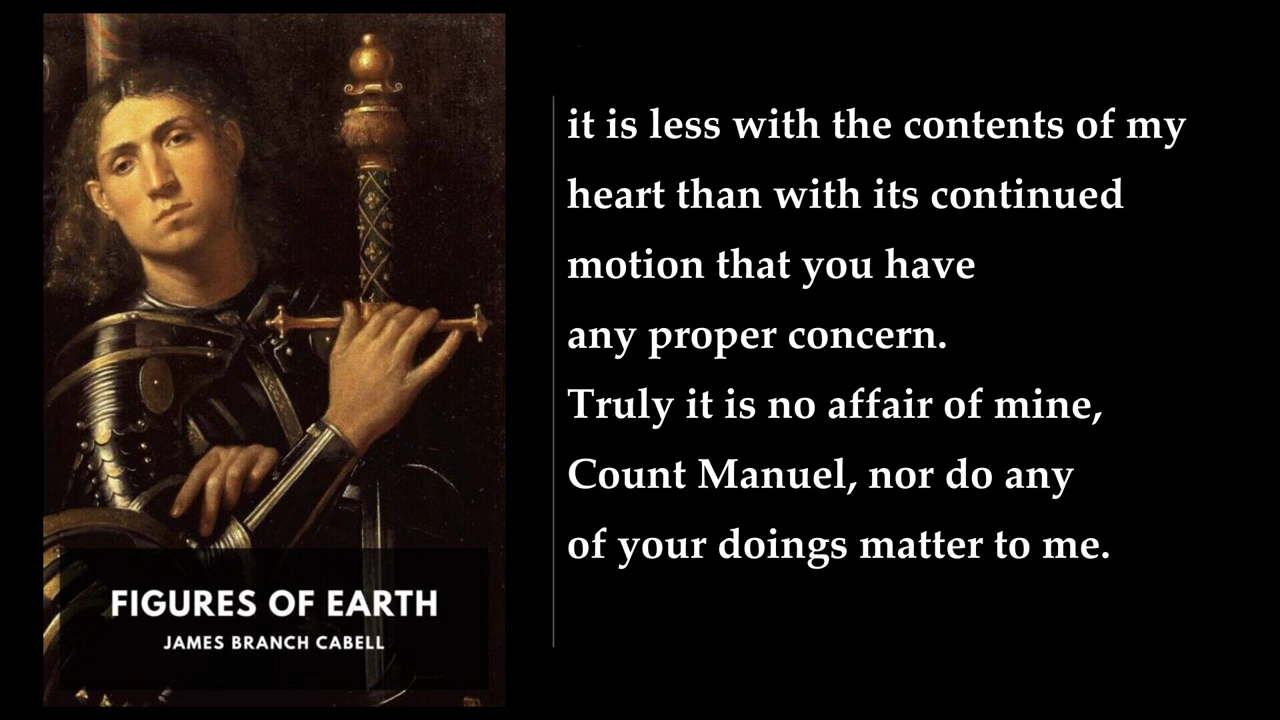 FIGURES OF EARTH
JAMES BRANCH CABELL
it is less with the contents of my
heart than with its continued
motion that you have
any proper concern.
Truly it is no affair of mine,
Count Manuel, nor do any
of your doings matter to me.